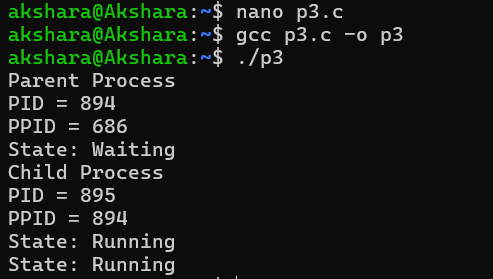 akshara@Akshara:~$ nano p3.c
akshara@Akshara:~$ gcc p3.c -o p3
akshara@Akshara:~$ ./p3
Parent Process
PID = 894
PPID = 686
State: Waiting
Child Process
PID = 895
PPID = 894
State: Running
State: Running